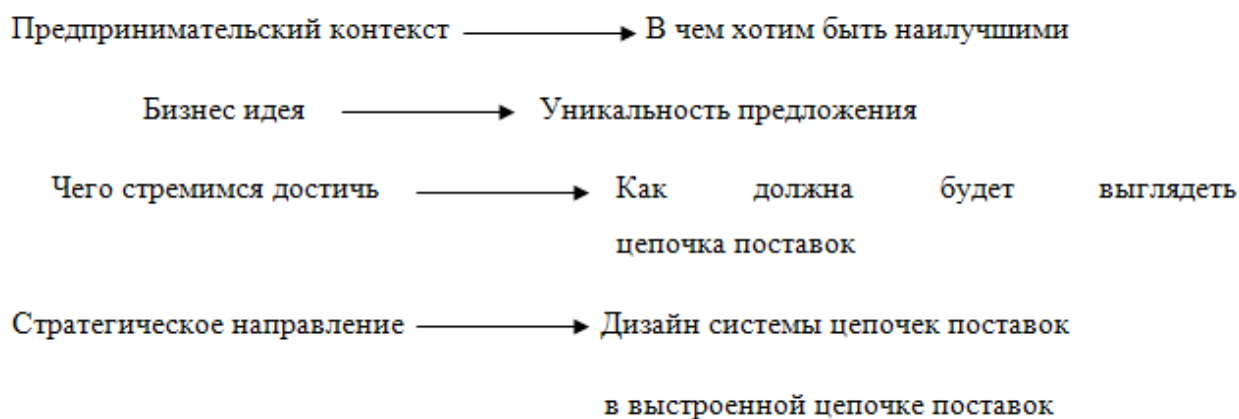 Предпринимательский контекст В чем хотим быть наилучшими
Бизнес идея Уникальность предложения
Чего стремимся достичь Как должна будет выглядеть
цепочка поставок
Стратегическое направление Дизайн системы цепочек поставок
в выстроенной цепочке поставок